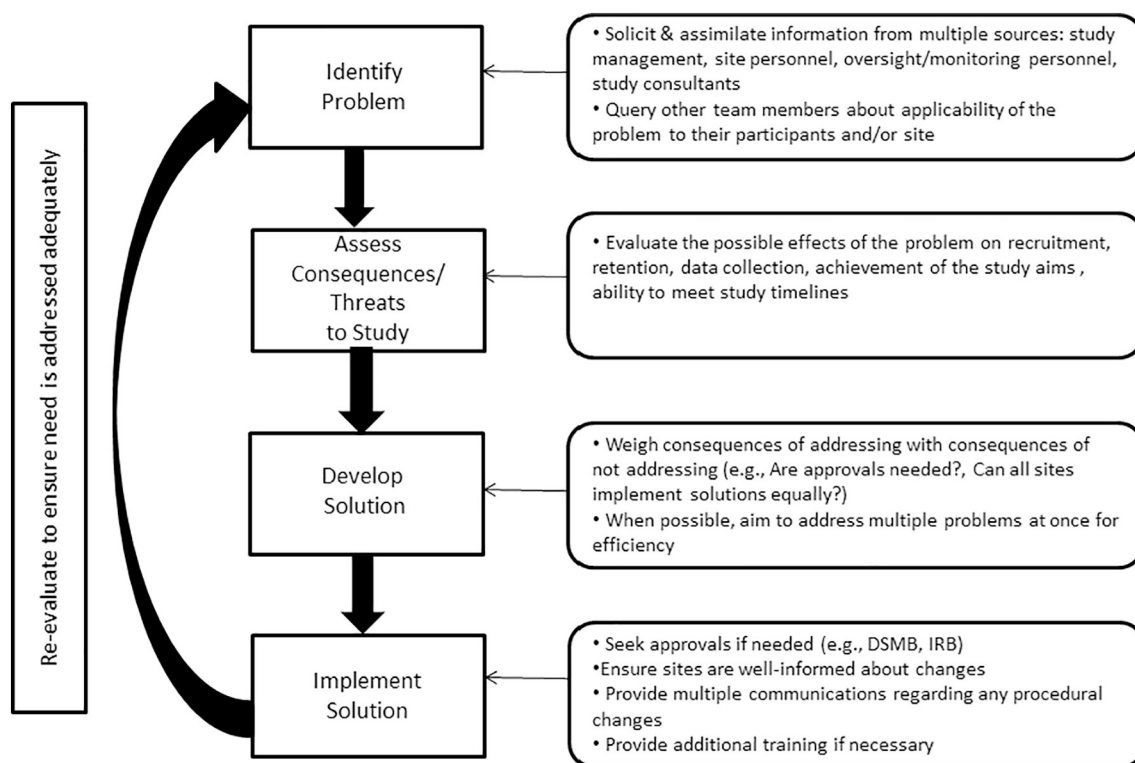 Re-evaluate to ensure need is addressed adequately
Identify
Problem
• Solicit & assimilate information from multiple sources: study
management, site personnel, oversight/monitoring personnel,
study consultants
• Query other team members about applicability of the
problem to their participants and/or site
Assess
Consequences/
Threats
to Study
• Evaluate the possible effects of the problem on recruitment,
retention, data collection, achievement of the study aims ,
ability to meet study timelines
Develop
Solution
• Weigh consequences of addressing with consequences of
not addressing (e.g., Are approvals needed?, Can all sites
implement solutions equally?)
• When possible, aim to address multiple problems at once for
efficiency
Implement
Solution
• Seek approvals if needed (e.g., DSMB, IRB)
•Ensure sites are well-informed about changes
• Provide multiple communications regarding any procedural
changes
• Provide additional training if necessary